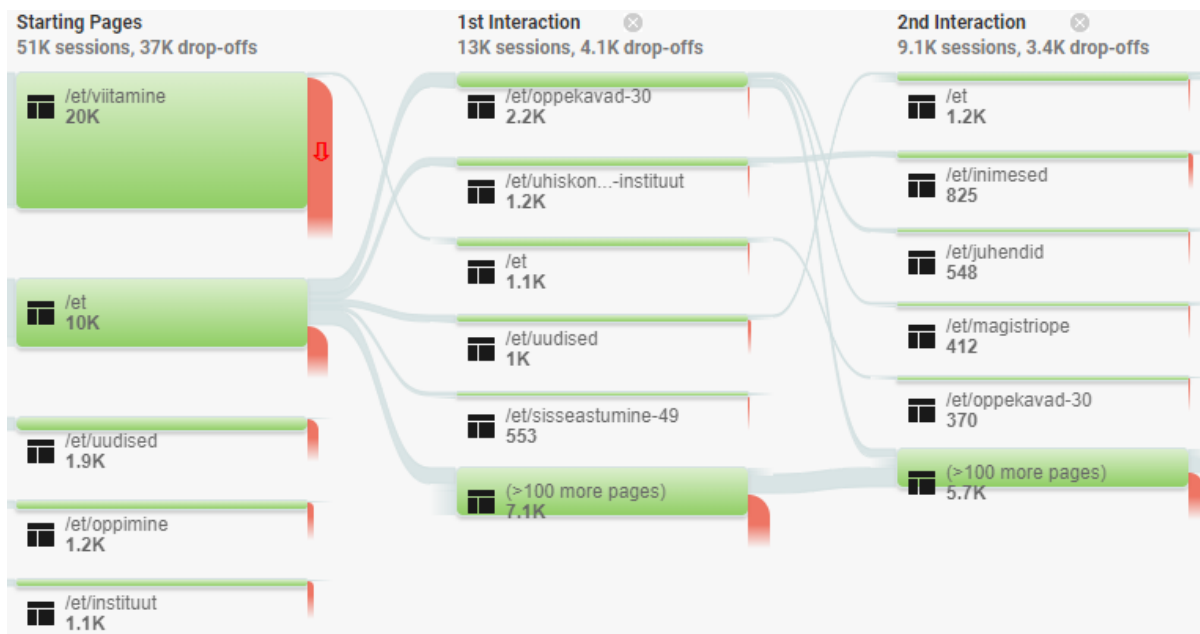 Starting Pages
51K sessions, 37K drop-offs
/et/viitamine
20K
/et
10K
/et/uudised
1.9K
/et/oppimine
1.2K
/et/instituut
1.1K
1st Interaction
13K sessions, 4.1K drop-offs
/et/oppekavad-30
2.2K
/et/uhiskon...-instituut
1.2K
/et
1.1K
/et/uudised
1K
/et/sisseastumine-49
553
(>100 more pages)
7.1K
2nd Interaction
9.1K sessions, 3.4K drop-offs
/et
1.2K
/et/inimesed
825
/et/juhendid
548
/et/magistriope
412
/et/oppekavad-30
370
(>100 more pages)
5.7K